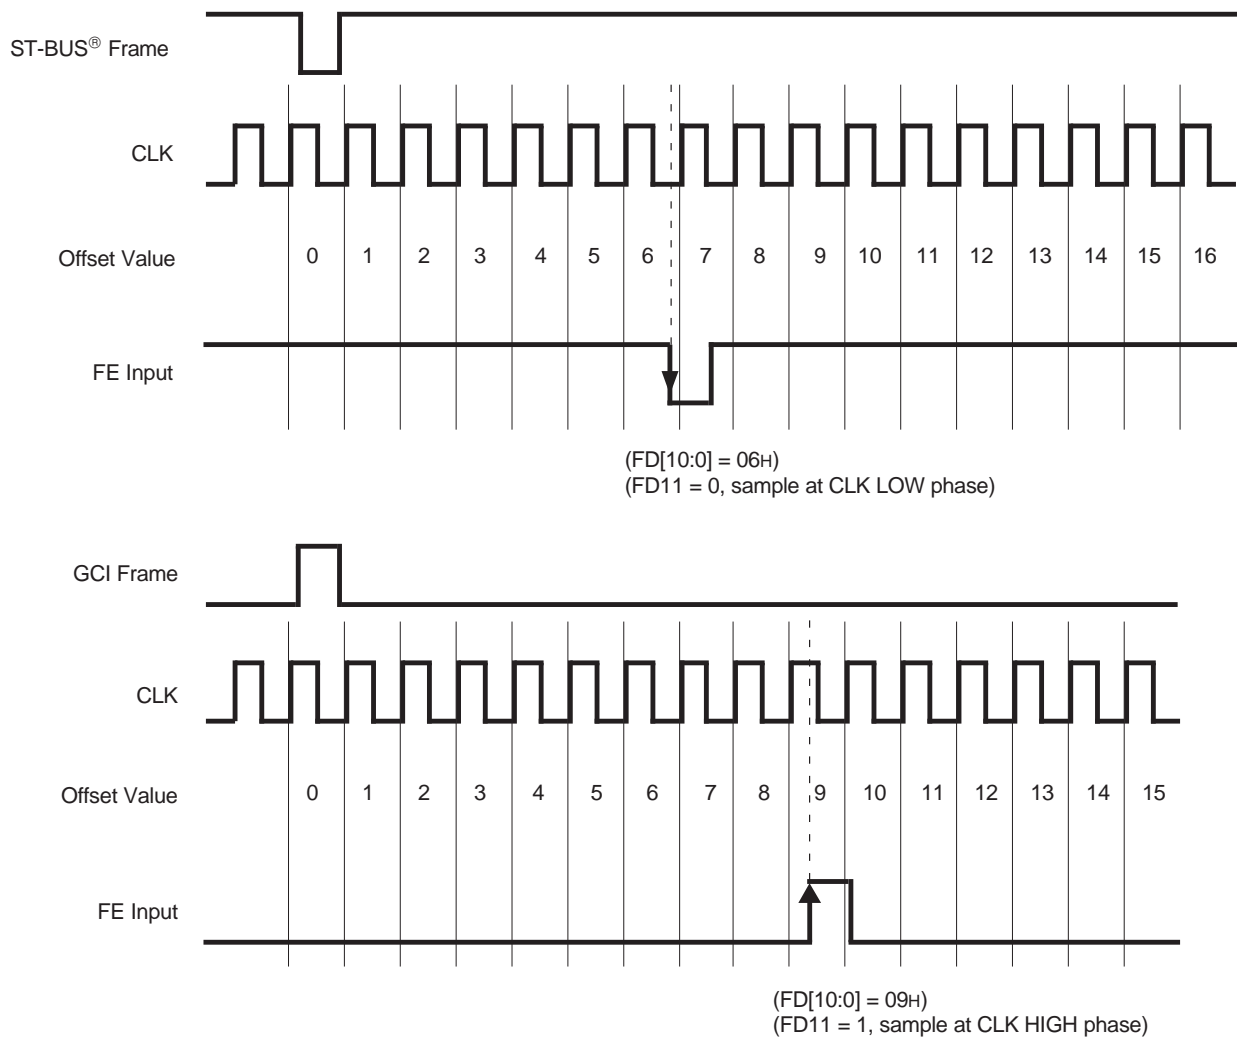 ST-BUS® Frame
CLK
Offset Value 0 1 2 3 4 5 6 7 8 9 10 11 12 13 14 15 16
FE Input
(FD[10:0] = 06H)
(FD11 = 0, sample at CLK LOW phase)
GCI Frame
CLK
Offset Value 0 1 2 3 4 5 6 7 8 9 10 11 12 13 14 15
FE Input
(FD[10:0] = 09H)
(FD11 = 1, sample at CLK HIGH phase)